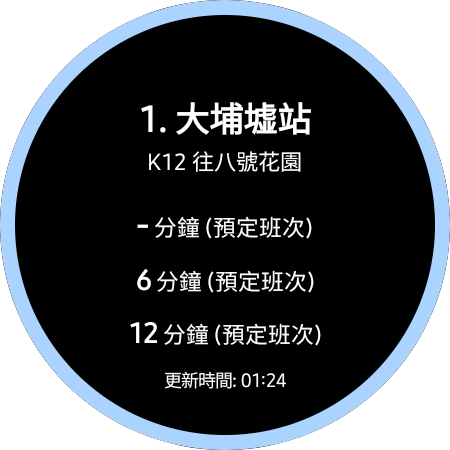 1. 大埔墟站
K12 往八號花園
- 分鐘 (預定班次)
6 分鐘 (預定班次)
12 分鐘 (預定班次)
更新時間: 01:24